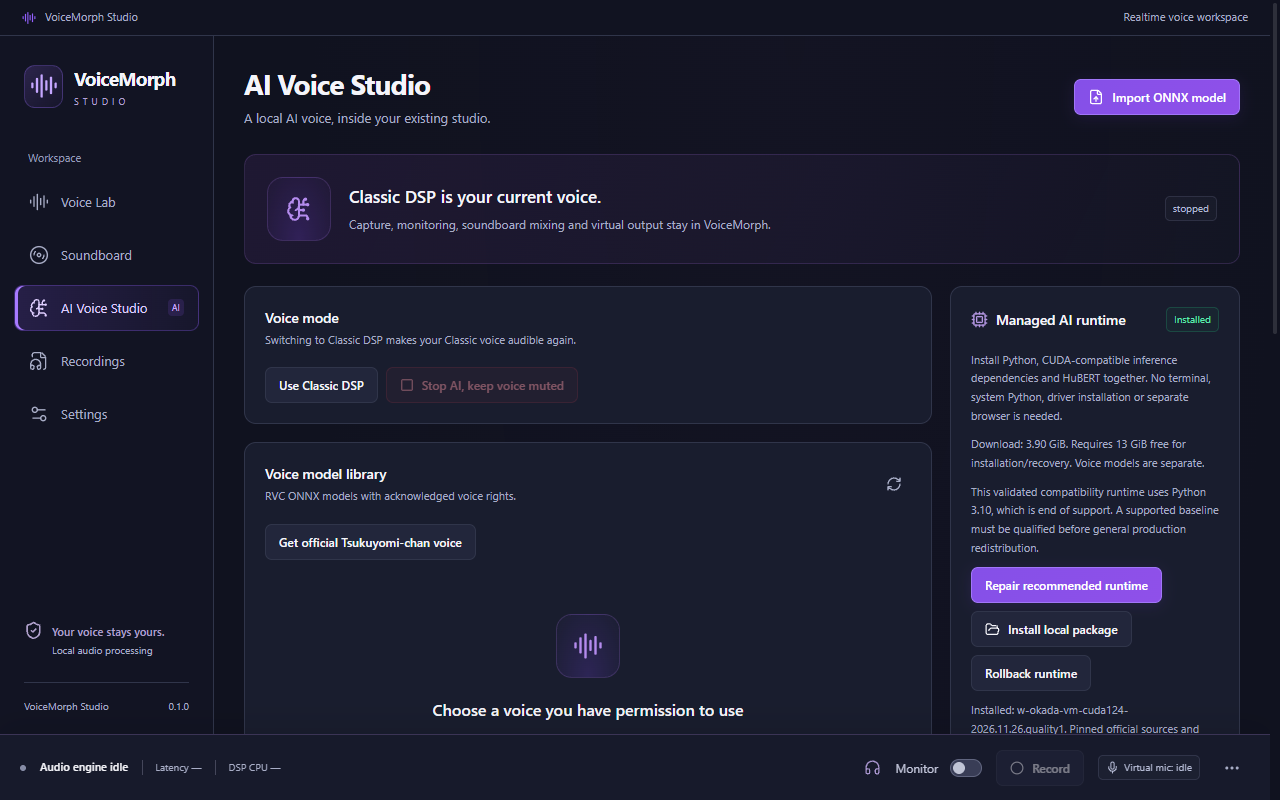 VoiceMorph Studio
Realtime voice workspace
VoiceMorph
STUDIO
Workspace
Voice Lab
Soundboard
AI Voice Studio
AI
Recordings
Settings
Your voice stays yours.
Local audio processing
VoiceMorph Studio
0.1.0
AI Voice Studio
A local AI voice, inside your existing studio.
Import ONNX model
Classic DSP is your current voice.
Capture, monitoring, soundboard mixing and virtual output stay in VoiceMorph.
stopped
Voice mode
Switching to Classic DSP makes your Classic voice audible again.
Use Classic DSP
Stop AI, keep voice muted
Voice model library
RVC ONNX models with acknowledged voice rights.
Get official Tsukuyomi-chan voice
Choose a voice you have permission to use
Managed AI runtime
Installed
Install Python, CUDA-compatible inference
dependencies and HuBERT together. No terminal,
system Python, driver installation or separate
browser is needed.
Download: 3.90 GiB. Requires 13 GiB free for
installation/recovery. Voice models are separate.
This validated compatibility runtime uses Python
3.10, which is end of support. A supported baseline
must be qualified before general production
redistribution.
Repair recommended runtime
Install local package
Rollback runtime
Installed: w-okada-vm-cuda124-
2026.11.26.quality1. Pinned official sources and
Audio engine idle
Latency —
DSP CPU —
Monitor
Record
Virtual mic: idle